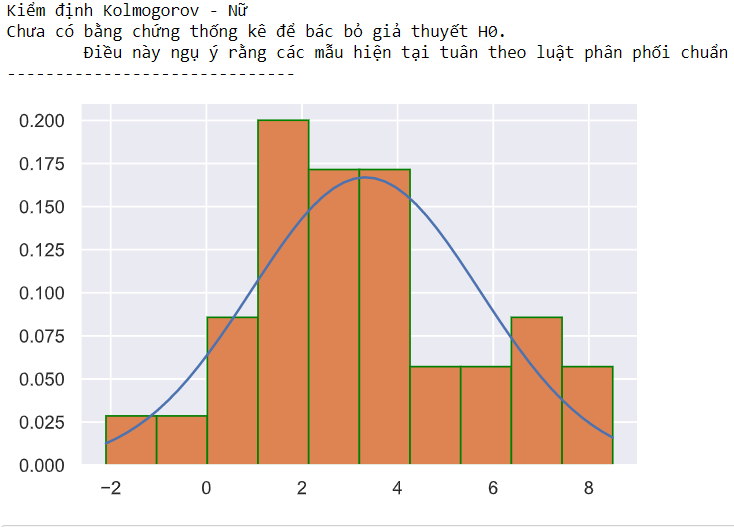 Kiểm định Kolmogorov - Nữ
Chưa có bằng chứng thống kê để bác bỏ giả thuyết H0.
Điều này ngụ ý rằng các mẫu hiện tại tuân theo luật phân phối chuẩn
------------------------------
0.200
0.175
0.150
0.125
0.100
0.075
0.050
0.025
0.000
−2 0 2 4 6 8